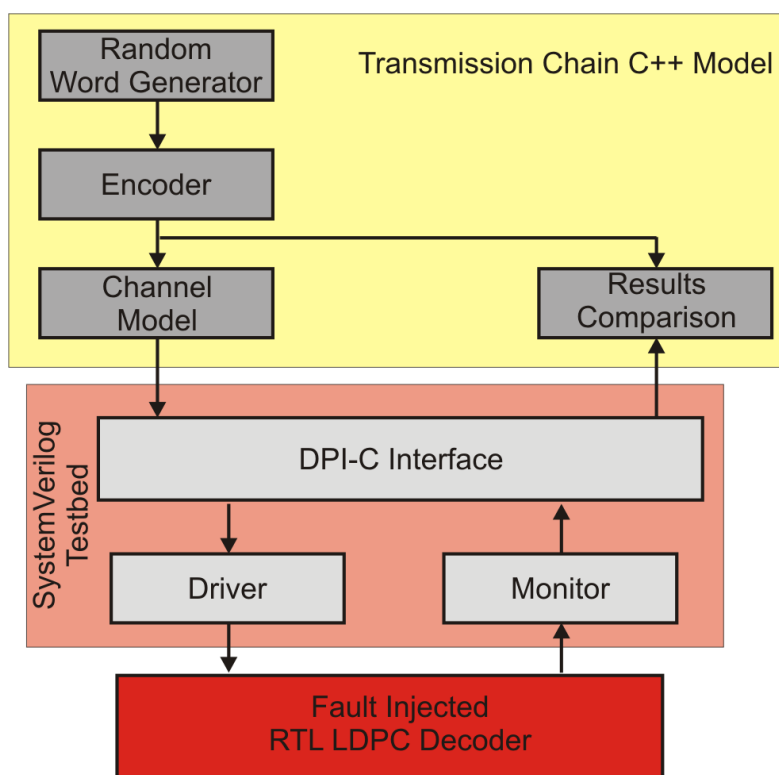 Random
Word Generator
Transmission Chain C++ Model
Encoder
Channel
Model
Results
Comparison
SystemVerilog
Testbed
DPI-C Interface
Driver
Monitor
Fault Injected
RTL LDPC Decoder